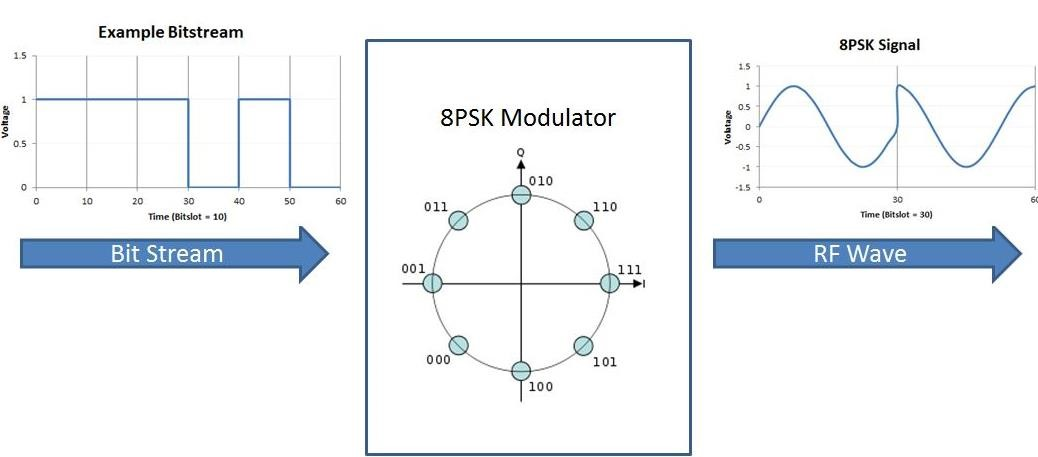 Example Bitstream
1.5
1
0.5
0
Voltage
0 10 20 30 40 50 60
Time (Bitslot = 10)
Bit Stream
8PSK Modulator
Q
010
011
110
001
111
I
000
101
100
8PSK Signal
1.5
1
0.5
0
-0.5
-1
-1.5
Volatage
0 30 60
Time (Bitslot = 30)
RF Wave